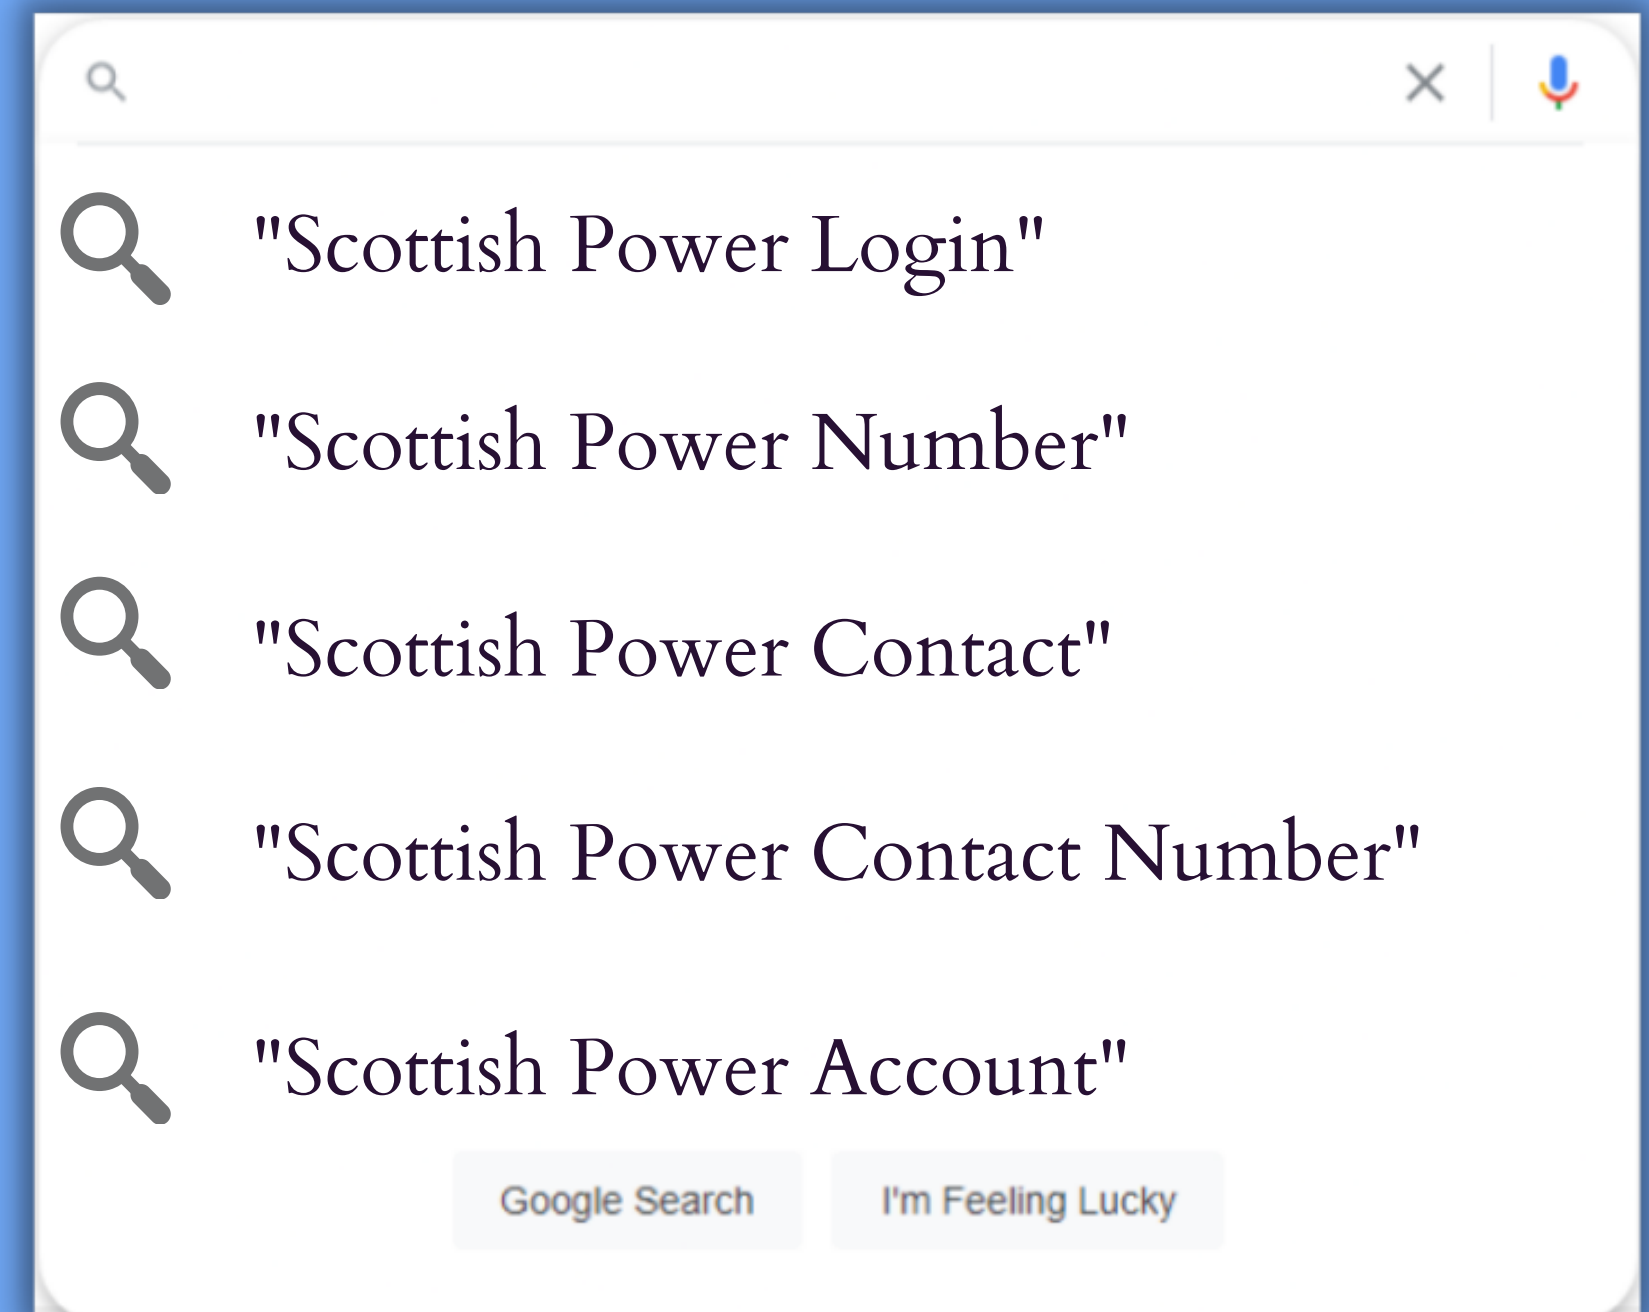 "Scottish Power Login"
"Scottish Power Number"
"Scottish Power Contact"
"Scottish Power Contact Number"
"Scottish Power Account"
Google Search I'm Feeling Lucky